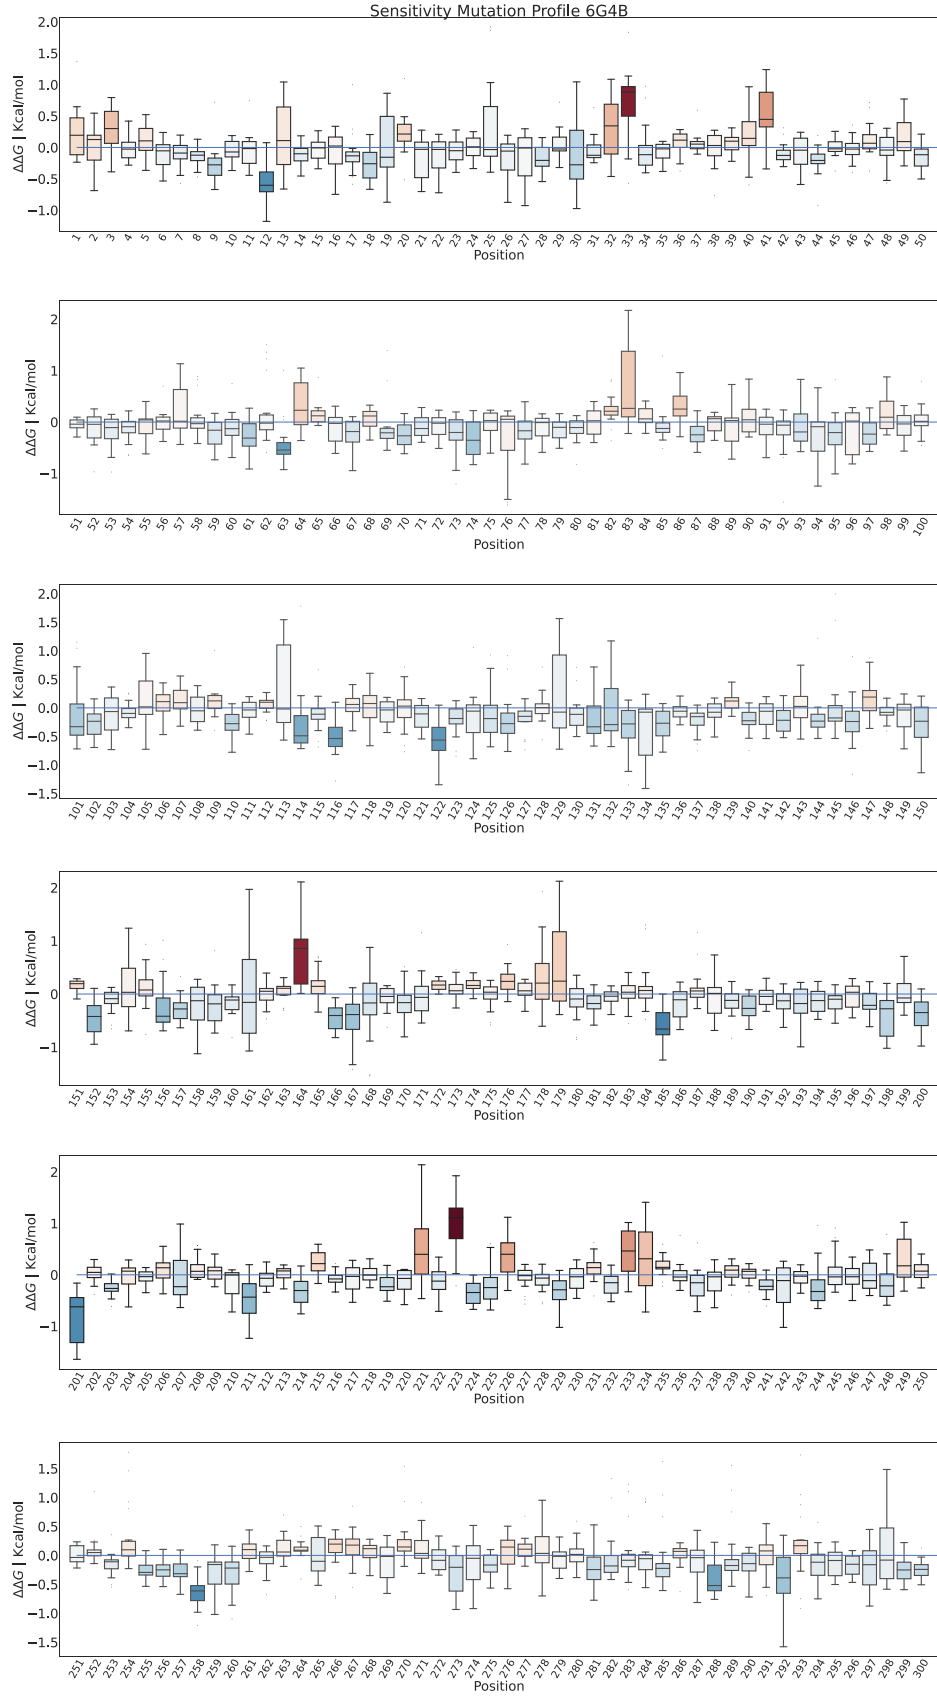 Sensitivity Mutation Profile 6G4B
ΔΔG | Kcal/mol
2.0
1.5
1.0
0.5
0.0
−0.5
−1.0
1 2 3 4 5 6 7 8 9 10 11 12 13 14 15 16 17 18 19 20 21 22 23 24 25 26 27 28 29 30 31 32 33 34 35 36 37 38 39 40 41 42 43 44 45 46 47 48 49 50
Position
ΔΔG | Kcal/mol
2
1
0
−1
51 52 53 54 55 56 57 58 59 60 61 62 63 64 65 66 67 68 69 70 71 72 73 74 75 76 77 78 79 80 81 82 83 84 85 86 87 88 89 90 91 92 93 94 95 96 97 98 99 100
Position
ΔΔG | Kcal/mol
2.0
1.5
1.0
0.5
0.0
−0.5
−1.0
−1.5
101 102 103 104 105 106 107 108 109 110 111 112 113 114 115 116 117 118 119 120 121 122 123 124 125 126 127 128 129 130 131 132 133 134 135 136 137 138 139 140 141 142 143 144 145 146 147 148 149 150
Position
ΔΔG | Kcal/mol
2
1
0
−1
151 152 153 154 155 156 157 158 159 160 161 162 163 164 165 166 167 168 169 170 171 172 173 174 175 176 177 178 179 180 181 182 183 184 185 186 187 188 189 190 191 192 193 194 195 196 197 198 199 200
Position
ΔΔG | Kcal/mol
2
1
0
−1
201 202 203 204 205 206 207 208 209 210 211 212 213 214 215 216 217 218 219 220 221 222 223 224 225 226 227 228 229 230 231 232 233 234 235 236 237 238 239 240 241 242 243 244 245 246 247 248 249 250
Position
ΔΔG | Kcal/mol
1.5
1.0
0.5
0.0
−0.5
−1.0
−1.5
251 252 253 254 255 256 257 258 259 260 261 262 263 264 265 266 267 268 269 270 271 272 273 274 275 276 277 278 279 280 281 282 283 284 285 286 287 288 289 290 291 292 293 294 295 296 297 298 299 300
Position